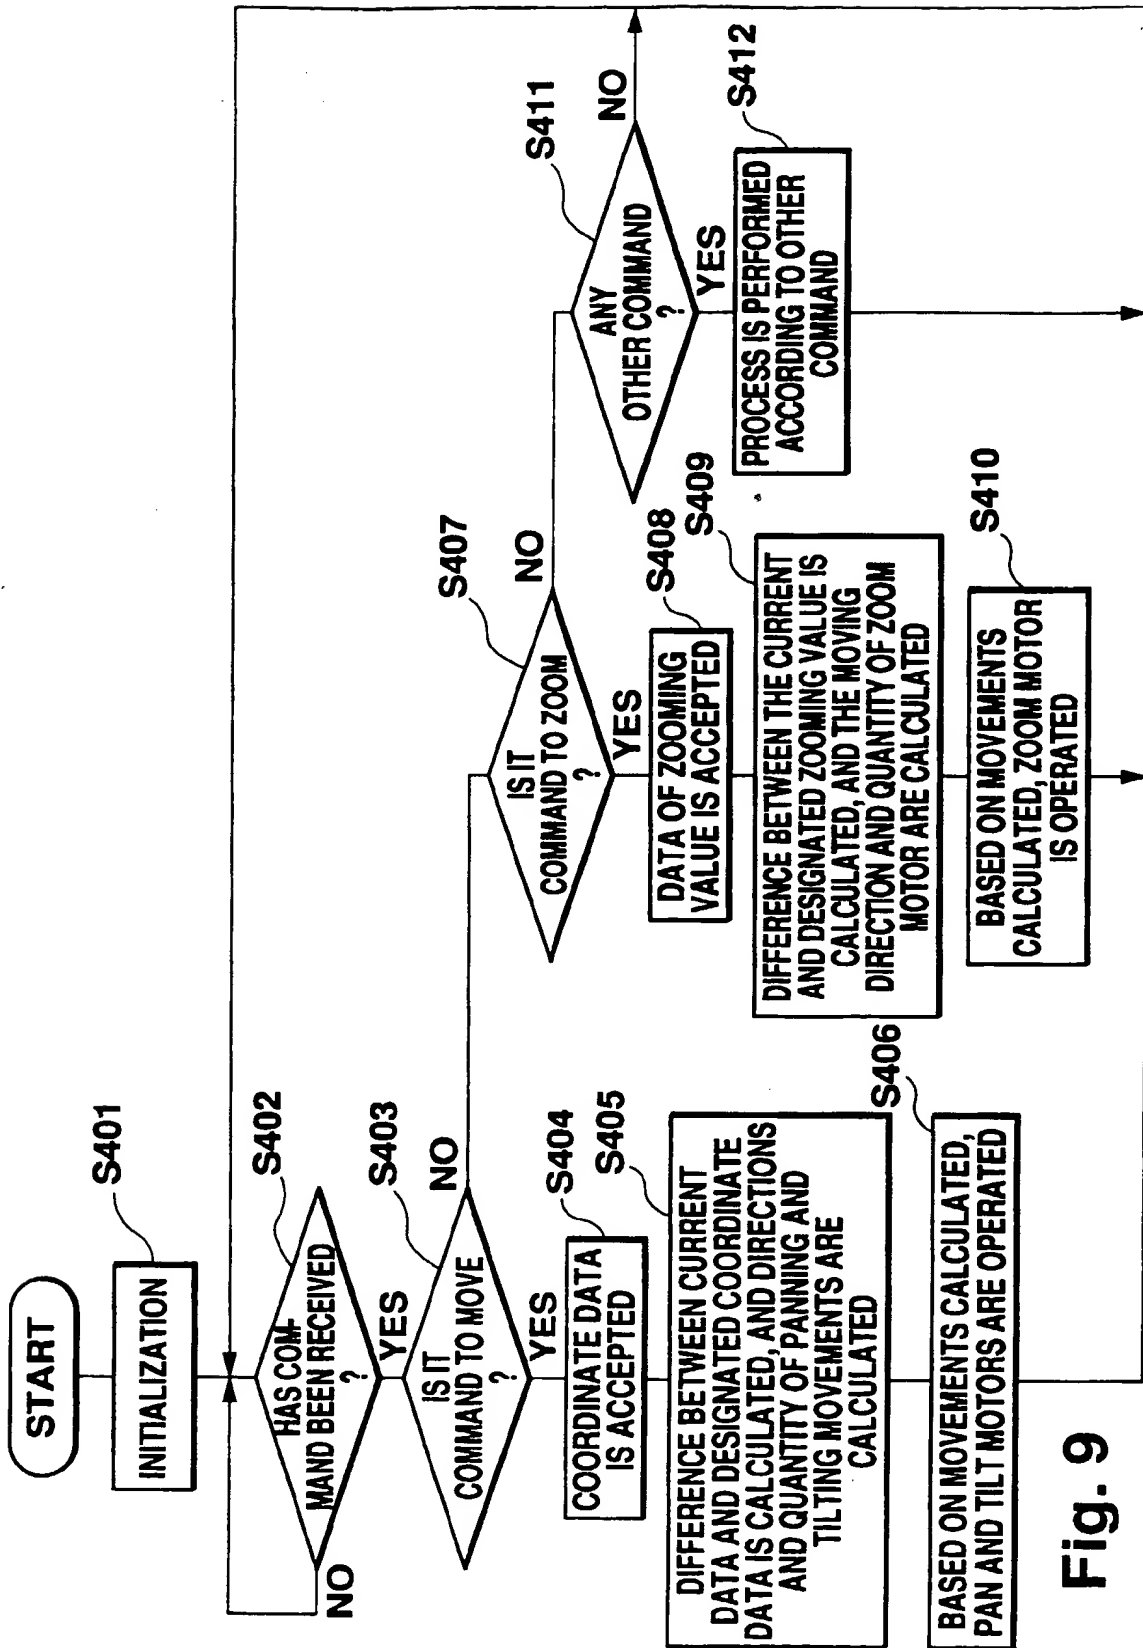 START
S401
INITIALIZATION
S402
HAS COM-
MAND BEEN RECEIVED
?
NO
YES
S403
IS IT
COMMAND TO MOVE
?
NO
YES
S404
COORDINATE DATA
IS ACCEPTED
S405
DIFFERENCE BETWEEN CURRENT
DATA AND DESIGNATED COORDINATE
DATA IS CALCULATED, AND DIRECTIONS
AND QUANTITY OF PANNING AND
TILTING MOVEMENTS ARE
CALCULATED
S406
BASED ON MOVEMENTS CALCULATED,
PAN AND TILT MOTORS ARE OPERATED
S407
IS IT
COMMAND TO ZOOM
?
NO
YES
S408
DATA OF ZOOMING
VALUE IS ACCEPTED
S409
DIFFERENCE BETWEEN THE CURRENT
AND DESIGNATED ZOOMING VALUE IS
CALCULATED, AND THE MOVING
DIRECTION AND QUANTITY OF ZOOM
MOTOR ARE CALCULATED
S410
BASED ON MOVEMENTS
CALCULATED, ZOOM MOTOR
IS OPERATED
S411
ANY
OTHER COMMAND
?
NO
YES
S412
PROCESS IS PERFORMED
ACCORDING TO OTHER
COMMAND
Fig. 9